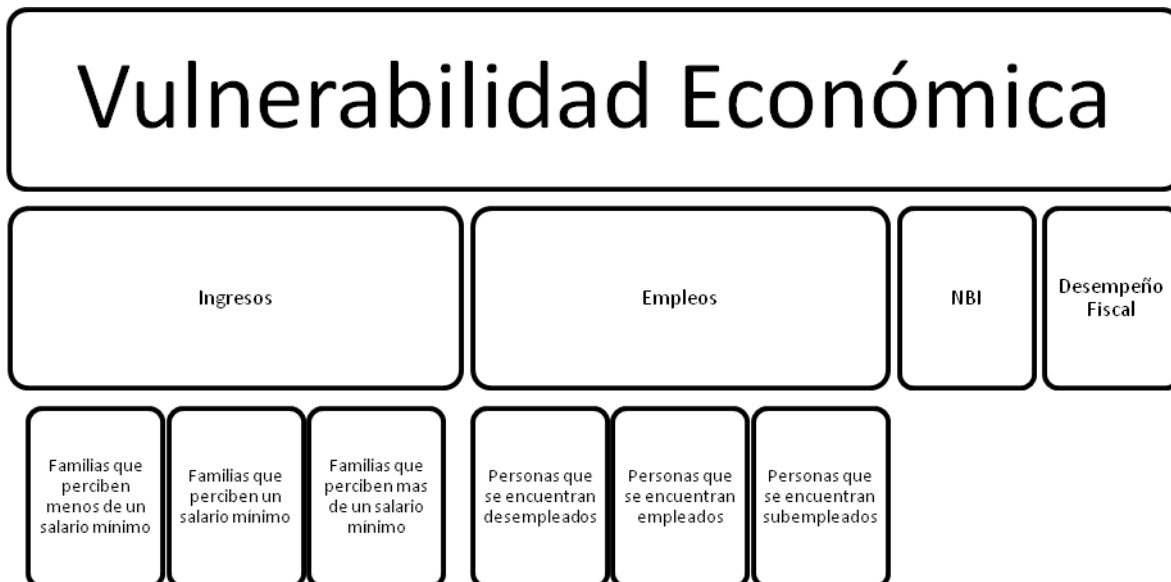 Vulnerabilidad Económica
Ingresos
Empleos
NBI
Desempeño
Fiscal
Familias que
perciben
menos de un
salario mínimo
Familias que
perciben un
salario mínimo
Familias que
perciben mas
de un salario
mínimo
Personas que
se encuentran
desempleados
Personas que
se encuentran
empleados
Personas que
se encuentran
subempleados